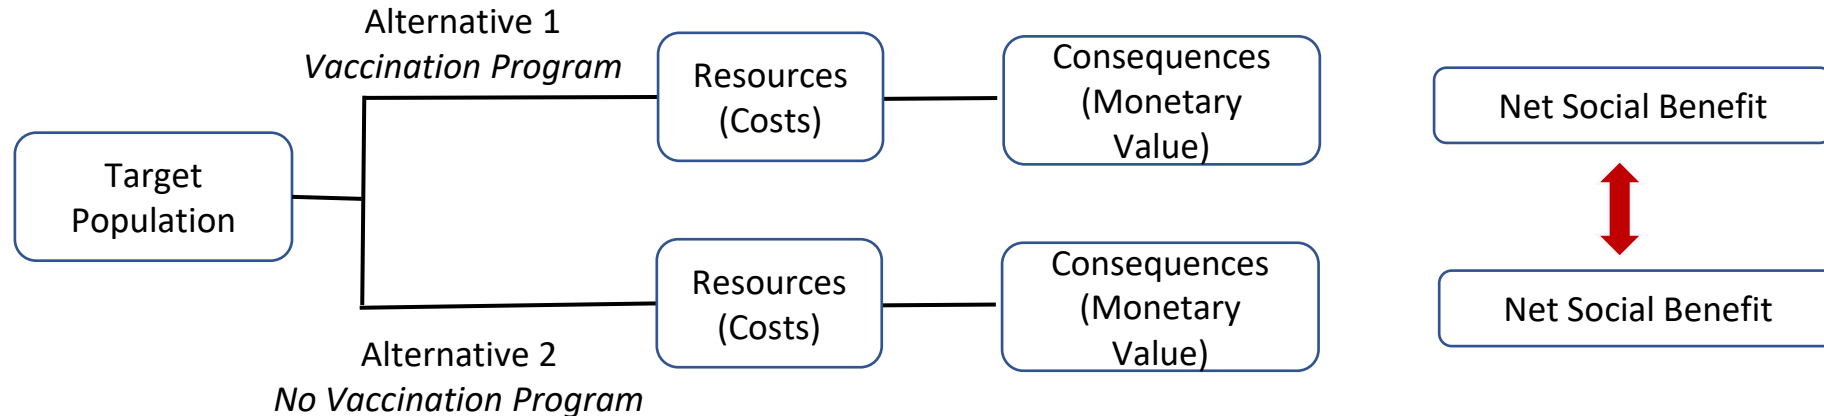 Alternative 1
Vaccination Program
Resources
(Costs)
Consequences
(Monetary
Value)
Net Social Benefit
Target
Population
Resources
(Costs)
Consequences
(Monetary
Value)
Net Social Benefit
Alternative 2
No Vaccination Program